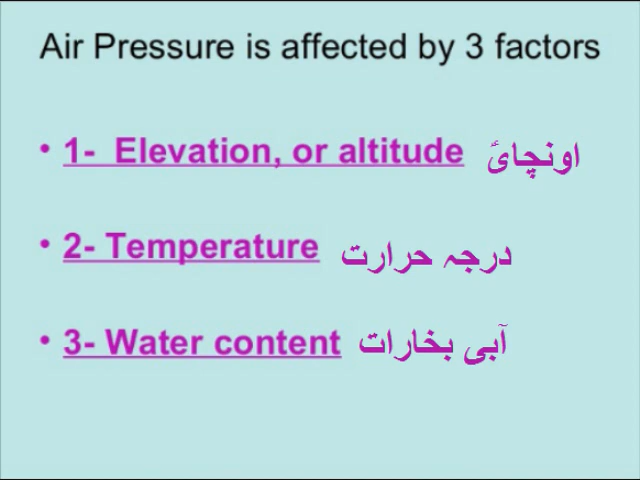 Air Pressure is affected by 3 factors
• 1- Elevation, or altitude اونچائ
• 2- Temperature درجہ حرارت
• 3- Water content آبی بخارات